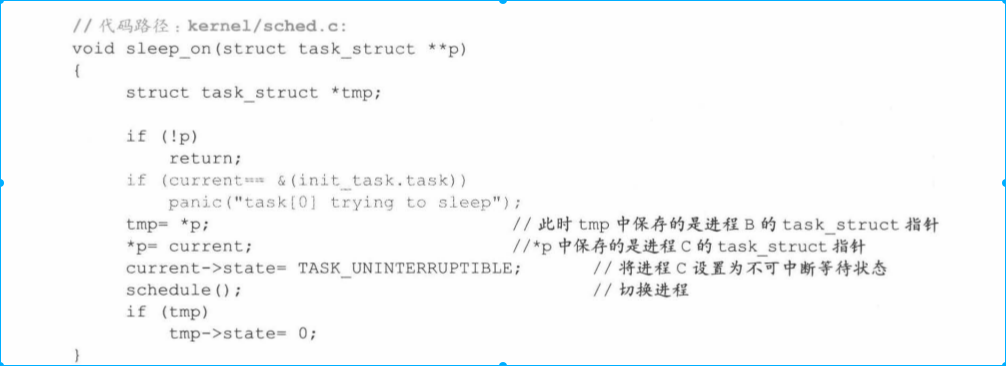 // 代码路径：kernel/sched.c:
void sleep_on(struct task_struct **p)
{
struct task_struct *tmp;
if (!p)
return;
if (current== &(init_task.task))
panic("task[0] trying to sleep");
tmp= *p; // 此时 tmp 中保存的是进程 B 的 task_struct 指针
*p= current; //*p 中保存的是进程 C 的 task_struct 指针
current->state= TASK_UNINTERRUPTIBLE; // 将进程 C 设置为不可中断等待状态
schedule(); // 切换进程
if (tmp)
tmp->state= 0;
}